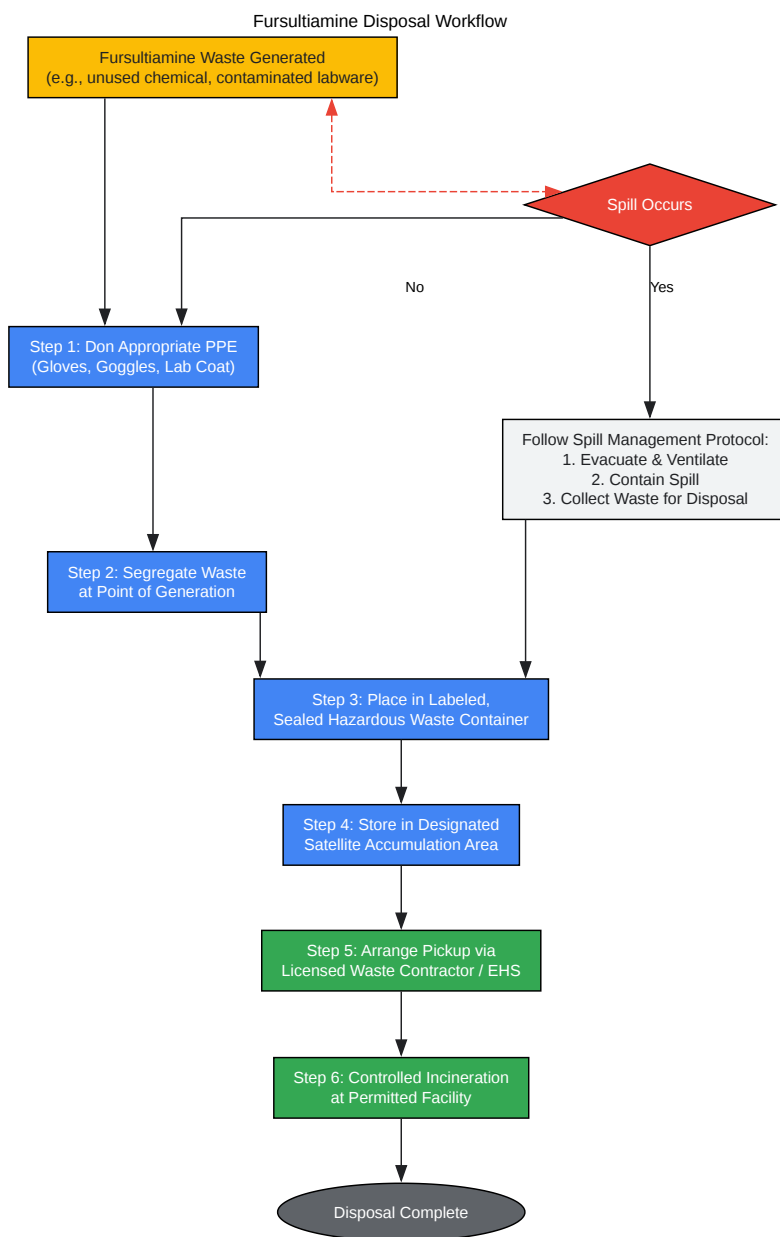 Fursultiamine Disposal Workflow
Fursultiamine Waste Generated
(e.g., unused chemical, contaminated labware)
Spill Occurs
No
Yes
Step 1: Don Appropriate PPE
(Gloves, Goggles, Lab Coat)
Follow Spill Management Protocol:
1. Evacuate & Ventilate
2. Contain Spill
3. Collect Waste for Disposal
Step 2: Segregate Waste
at Point of Generation
Step 3: Place in Labeled,
Sealed Hazardous Waste Container
Step 4: Store in Designated
Satellite Accumulation Area
Step 5: Arrange Pickup via
Licensed Waste Contractor / EHS
Step 6: Controlled Incineration
at Permitted Facility
Disposal Complete